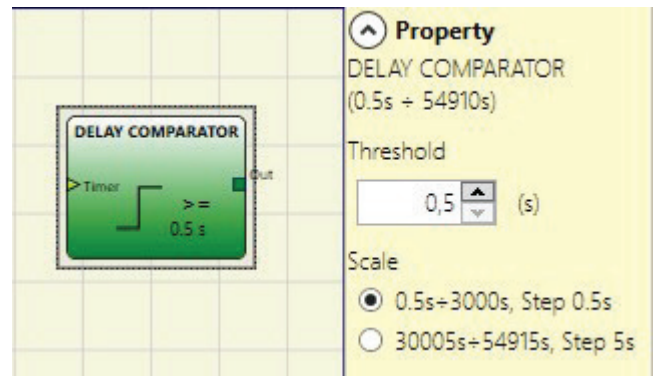 DELAY COMPARATOR
Timer
Out
>=
0.5 s
Property
DELAY COMPARATOR
(0.5s ÷ 54910s)
Threshold
0,5 (s)
Scale
0.5s÷3000s, Step 0.5s
30005s÷54915s, Step 5s